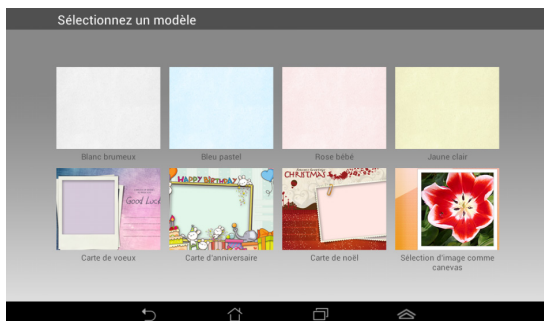 Sélectionnez un modèle
Blanc brumeux
Bleu pastel
Rose bébé
Jaune clair
Good Luck
HAPPY BIRTHDAY
CHRISTMAS
Carte de voeux
Carte d'anniversaire
Carte de noël
Sélection d'image comme
canevas